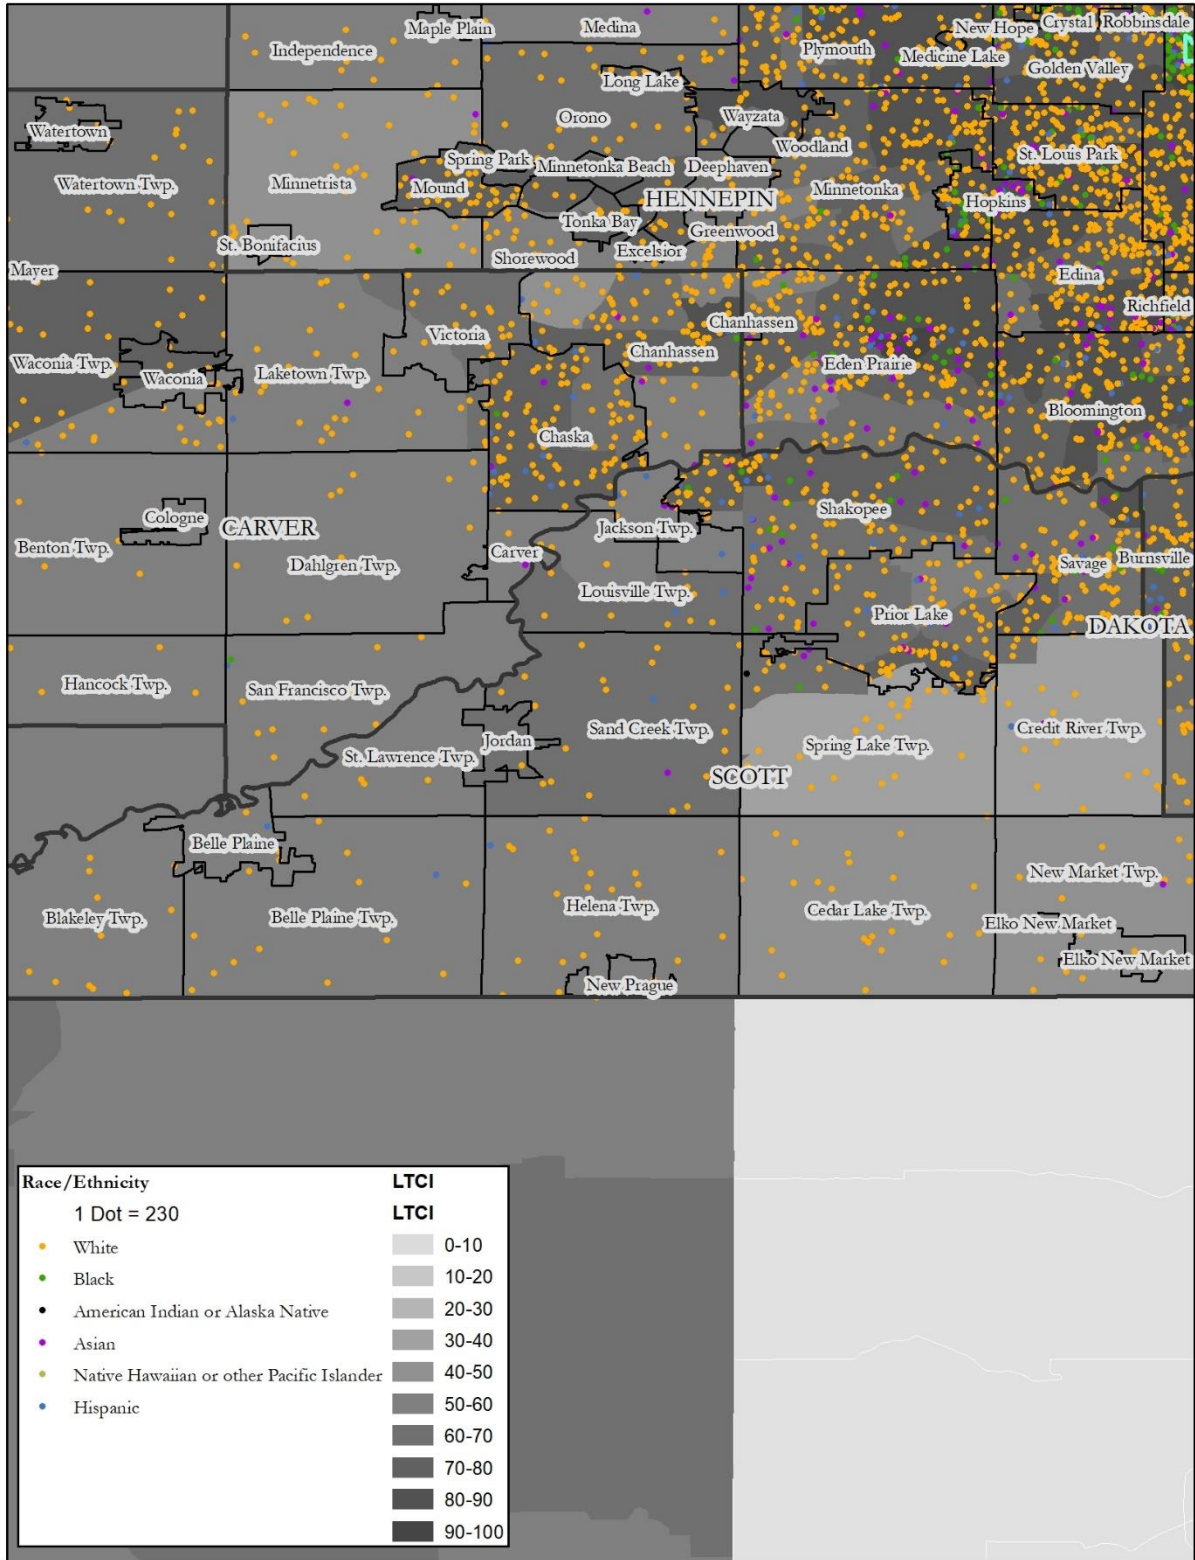 Maple Plain
Medina
New Hope
Crystal
Robbinsdale
Independence
Plymouth
Medicine Lake
Golden Valley
Long Lake
Watertown
Orono
Wayzata
Woodland
St. Louis Park
Watertown Twp.
Minnetrista
Spring Park
Minnetonka Beach
Deephaven
Minnetonka
Mound
HENNEPIN
Hopkins
Tonka Bay
Greenwood
St. Bonifacius
Shorewood
Excelsior
Edina
Mayer
Richfield
Victoria
Chanhassen
Chanhassen
Waconia Twp.
Waconia
Laketown Twp.
Eden Prairie
Bloomington
Chaska
Cologne
CARVER
Jackson Twp.
Shakopee
Benton Twp.
Dahlgren Twp.
Carver
Louisville Twp.
Savage
Burnsville
Prior Lake
DAKOTA
Hancock Twp.
San Francisco Twp.
St. Lawrence Twp.
Jordan
Sand Creek Twp.
Spring Lake Twp.
Credit River Twp.
SCOTT
Belle Plaine
Blakeley Twp.
Belle Plaine Twp.
Helena Twp.
Cedar Lake Twp.
New Market Twp.
Elko New Market
Elko New Market
New Prague
Race/Ethnicity
1 Dot = 230
White
Black
American Indian or Alaska Native
Asian
Native Hawaiian or other Pacific Islander
Hispanic
LTCI
LTCI
0-10
10-20
20-30
30-40
40-50
50-60
60-70
70-80
80-90
90-100